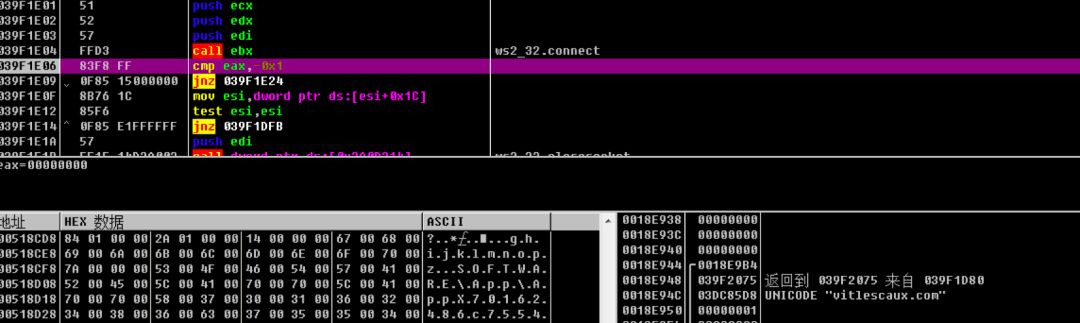 039F1E01 51 push ecx
039F1E02 52 push edx
039F1E03 57 push edi
039F1E04 FFD3 call ebx ws2_32.connect
039F1E06 83F8 FF cmp eax,-0x1
039F1E09 0F85 15000000 jnz 039F1E24
039F1E0F 8B76 1C mov esi,dword ptr ds:[esi+0x1C]
039F1E12 85F6 test esi,esi
039F1E14 0F85 E1FFFFFF jnz 039F1DFB
039F1E1A 57 push edi
eax=00000000
地址 HEX 数据 ASCII
00518CD8 84 01 00 00 2A 01 00 00 14 00 00 00 67 00 68 00
00518CE8 69 00 6A 00 6B 00 6C 00 6D 00 6E 00 6F 00 70 00 i.j.k.l.m.n.o.p.
00518CF8 7A 00 00 00 53 00 4F 00 46 00 54 00 57 00 41 00 z...S.O.F.T.W.A.
00518D08 52 00 45 00 5C 00 41 00 70 00 70 00 5C 00 41 00 R.E.\.A.p.p.\.A.
00518D18 70 00 70 00 58 00 37 00 30 00 31 00 36 00 32 00 p.p.X.7.0.1.6.2.
00518D28 34 00 38 00 36 00 63 00 37 00 35 00 35 00 34 00 4.8.6.c.7.5.5.4.
0018E938 00000000
0018E93C 00000000
0018E940 00000000
0018E944 0018E9B4
0018E948 039F2075 返回到 039F2075 来自 039F1D80
0018E94C 03DC85D8 UNICODE "vitlescaux.com"
0018E950 00000001